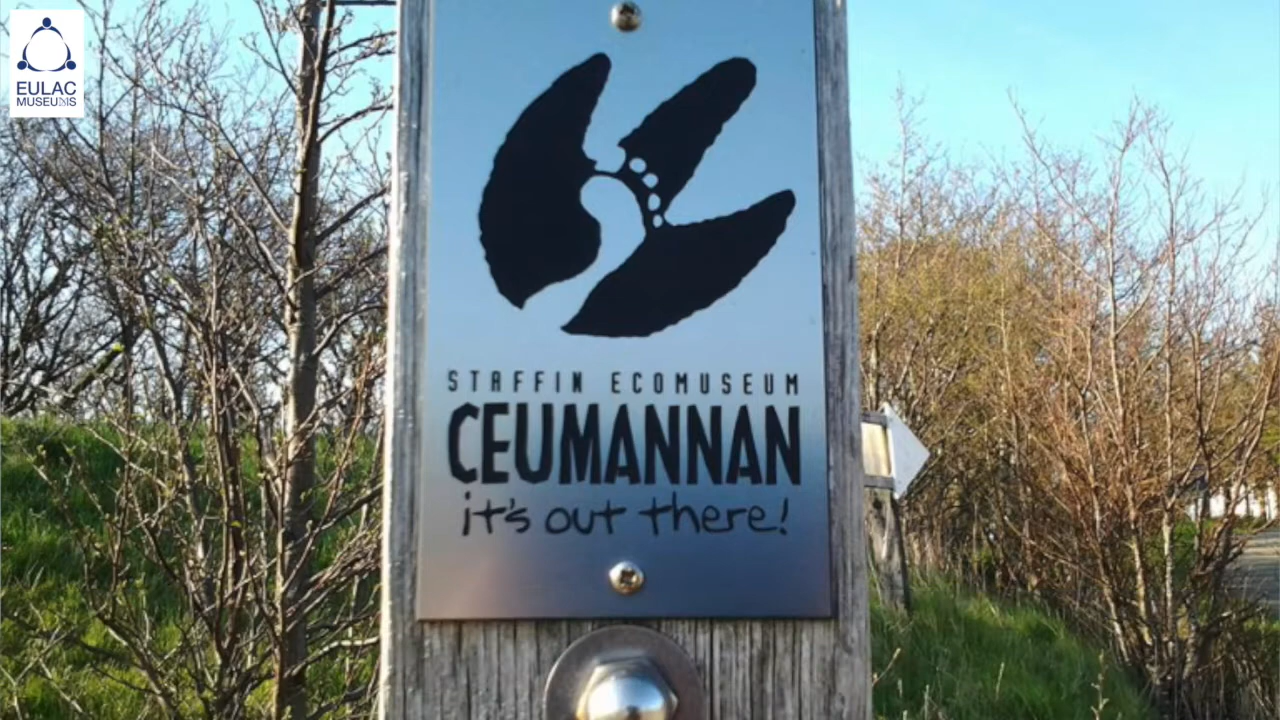 EULAC
MUSEUMS
STAFFIN ECOMUSEUM
CEUMANNAN
it's out there!